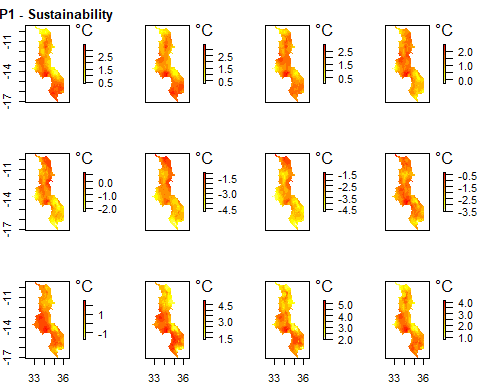 P1 - Sustainability
°C °C °C °C
-11 -14 -17
2.5 1.5 0.5
2.5 1.5 0.5
2.5 1.5 0.5
2.0 1.0 0.0
°C °C °C °C
-11 -14 -17
0.0 -1.0 -2.0
-1.5 -3.0 -4.5
-1.5 -2.5 -3.5 -4.5
-0.5 -1.5 -2.5 -3.5
°C °C °C °C
-11 -14 -17
1 -1
4.5 3.0 1.5
5.0 4.0 3.0 2.0
4.0 3.0 2.0 1.0
33 36 33 36 33 36 33 36